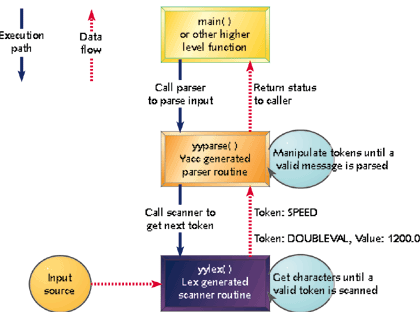 main( )
or other higher
level function
Execution
path
Data
flow
Call parser
to parse input
Return status
to caller
yyparse( )
Yacc generated
parser routine
Manipulate tokens until a
valid message is parsed
Call scanner to
get next token
Token: SPEED
Token: DOUBLEVAL, Value: 1200.0
Input
source
yylex( )
Lex generated
scanner routine
Get characters until a
valid token is scanned